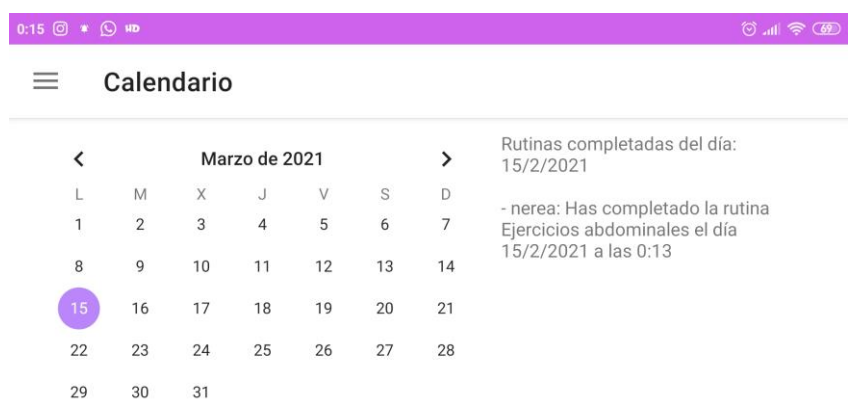 0:15 HD 69
Calendario
Marzo de 2021
L M X J V S D
1 2 3 4 5 6 7
8 9 10 11 12 13 14
15 16 17 18 19 20 21
22 23 24 25 26 27 28
29 30 31
Rutinas completadas del día:
15/2/2021
- nerea: Has completado la rutina
Ejercicios abdominales el día
15/2/2021 a las 0:13